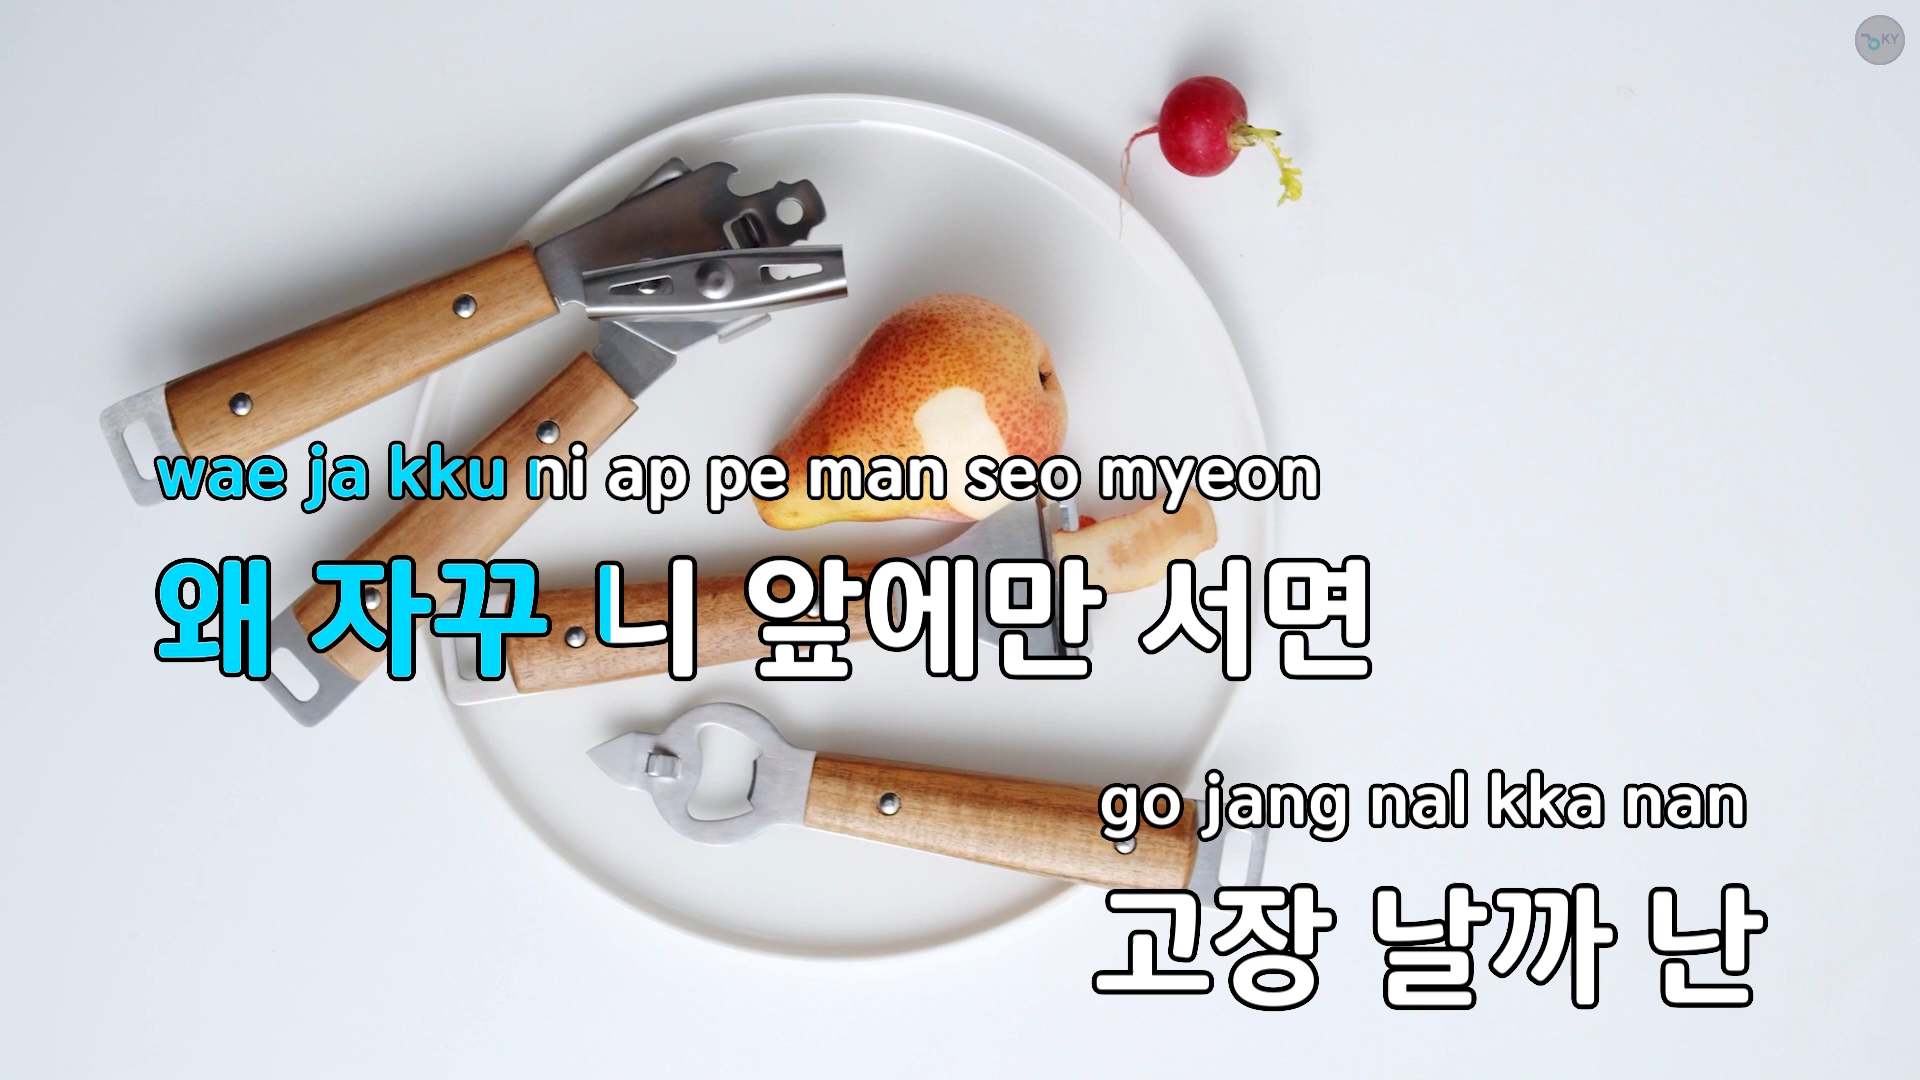 KY
wae ja kku ni ap pe man seo myeon
왜 자꾸 니 앞에만 서면
go jang nal kka nan
고장 날까 난